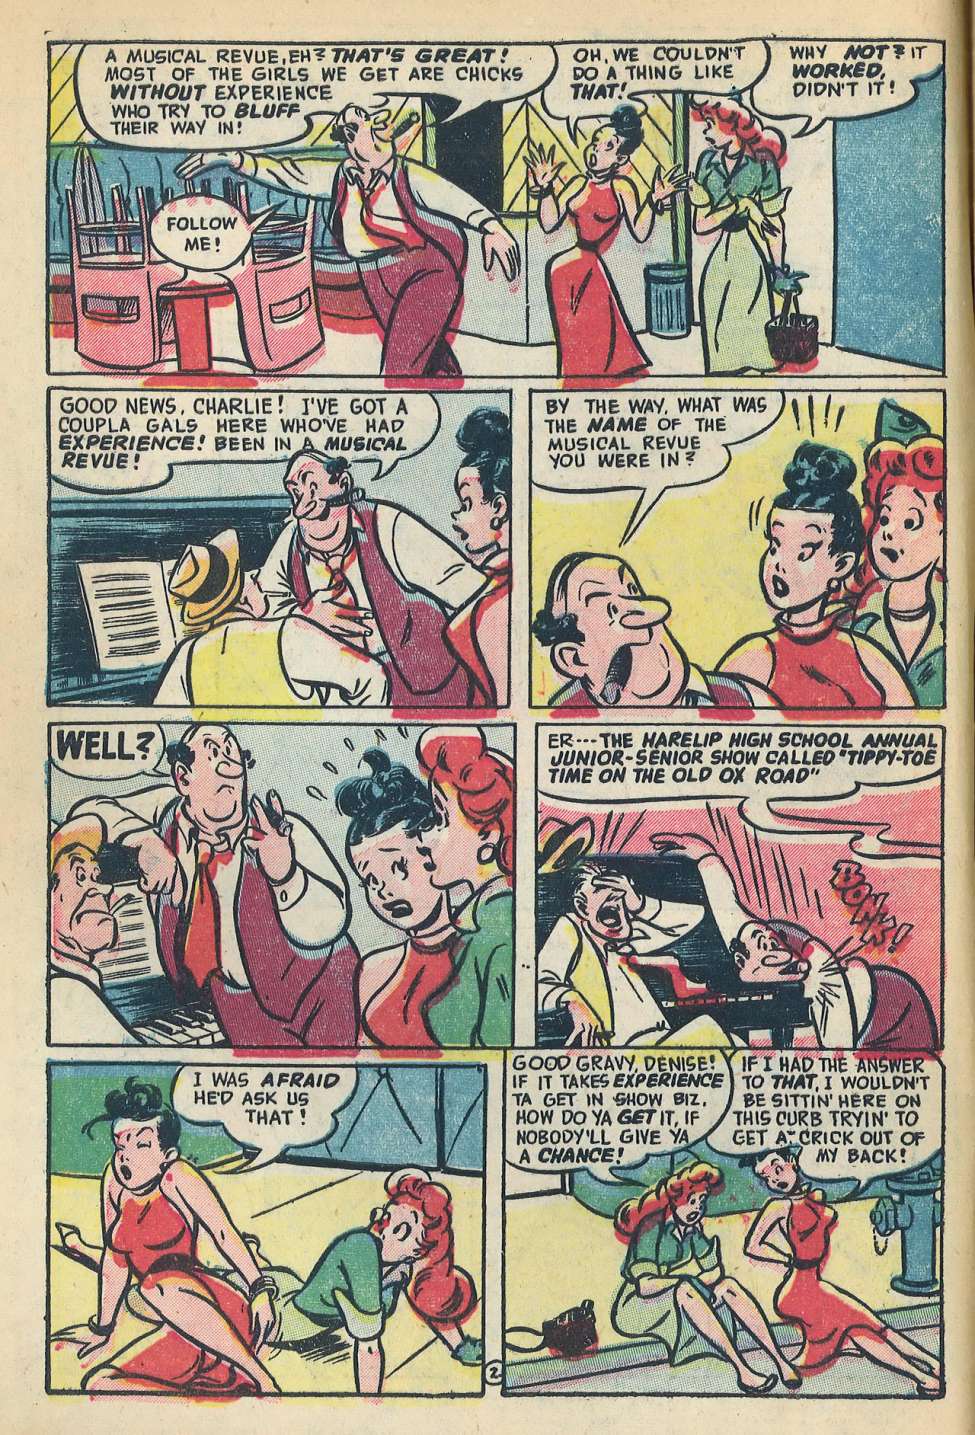 A MUSICAL REVUE, EH? THAT'S GREAT!
MOST OF THE GIRLS WE GET ARE CHICKS
WITHOUT EXPERIENCE
WHO TRY TO BLUFF
THEIR WAY IN!
FOLLOW
ME!
OH, WE COULDN'T
DO A THING LIKE
THAT!
WHY NOT? IT
WORKED,
DIDN'T IT!
GOOD NEWS, CHARLIE! I'VE GOT A
COUPLA GALS HERE WHO'VE HAD
EXPERIENCE! BEEN IN A MUSICAL
REVUE!
BY THE WAY, WHAT WAS
THE NAME OF THE
MUSICAL REVUE
YOU WERE IN?
WELL?
ER---THE HARELIP HIGH SCHOOL ANNUAL
JUNIOR-SENIOR SHOW CALLED "TIPPY-TOE
TIME ON THE OLD OX ROAD"
I WAS AFRAID
HE'D ASK US
THAT!
GOOD GRAVY, DENISE!
IF IT TAKES EXPERIENCE
TA GET IN SHOW BIZ,
HOW DO YA GET IT, IF
NOBODY'LL GIVE YA
A CHANCE!
IF I HAD THE ANSWER
TO THAT, I WOULDN'T
BE SITTIN' HERE ON
THIS CURB TRYIN' TO
GET A CRICK OUT OF
MY BACK!
2